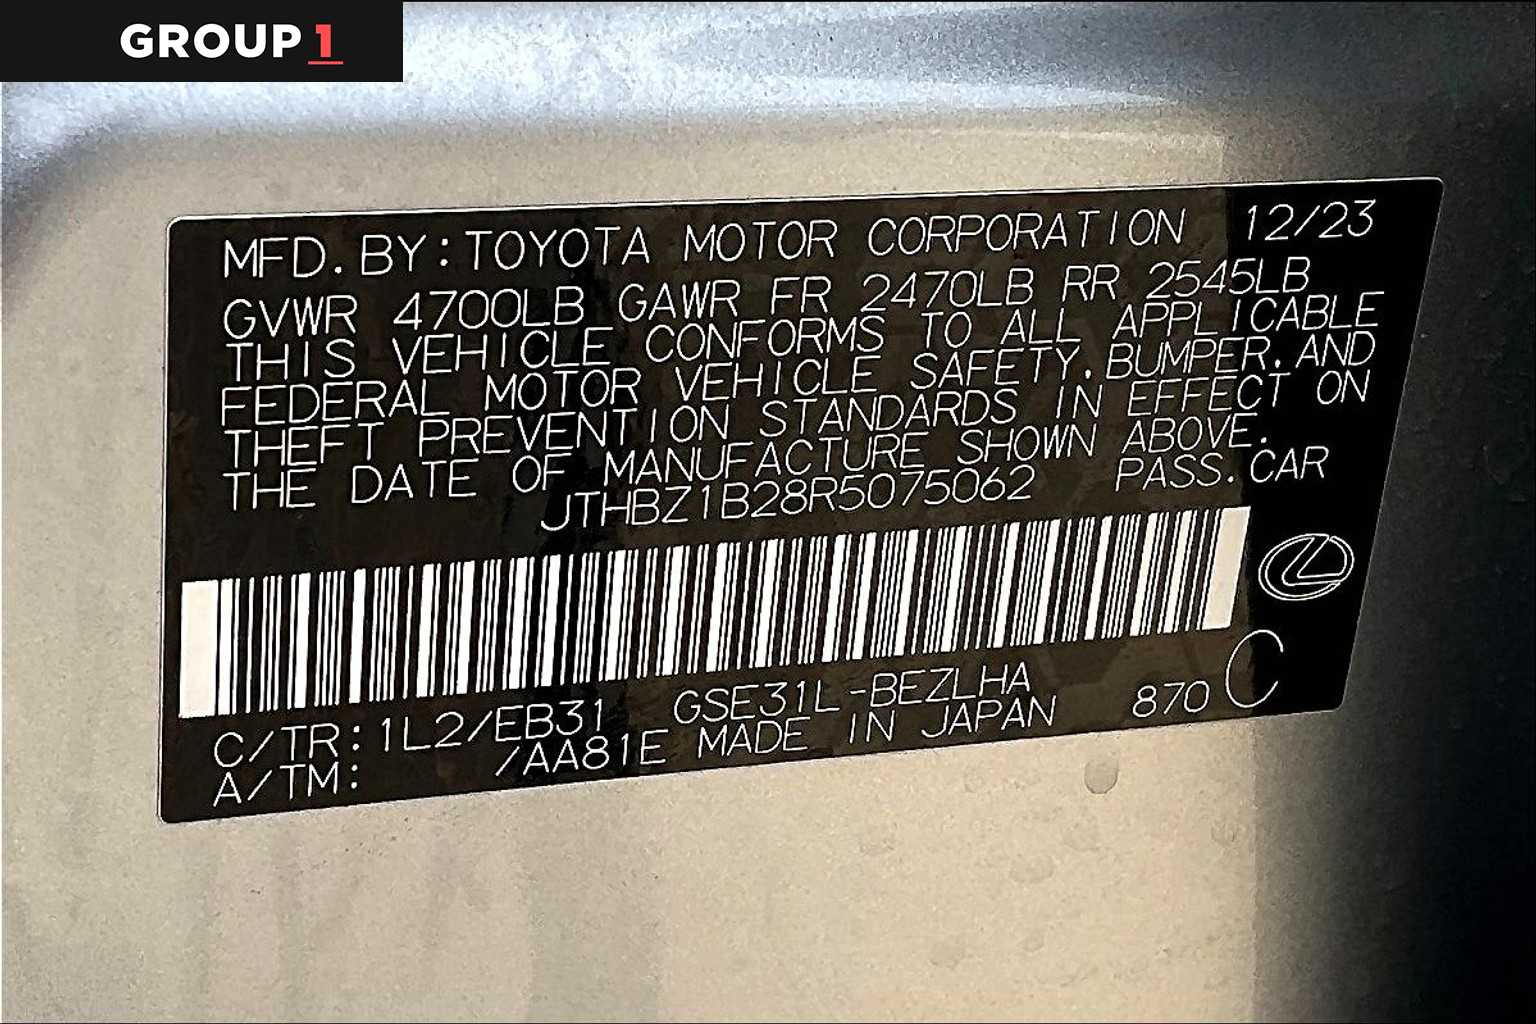 GROUP 1
MFD. BY: TOYOTA MOTOR CORPORATION 12/23
GVWR 4700LB GAWR FR 2470LB RR 2545LB
THIS VEHICLE CONFORMS TO ALL APPLICABLE
FEDERAL MOTOR VEHICLE SAFETY, BUMPER, AND
THEFT PREVENTION STANDARDS IN EFFECT ON
THE DATE OF MANUFACTURE SHOWN ABOVE.
JTHBZ1B28R5075062 PASS. CAR
C/TR: 1L2/EB31 GSE31L-BEZLHA
A/TM: /AA81E MADE IN JAPAN 870 C